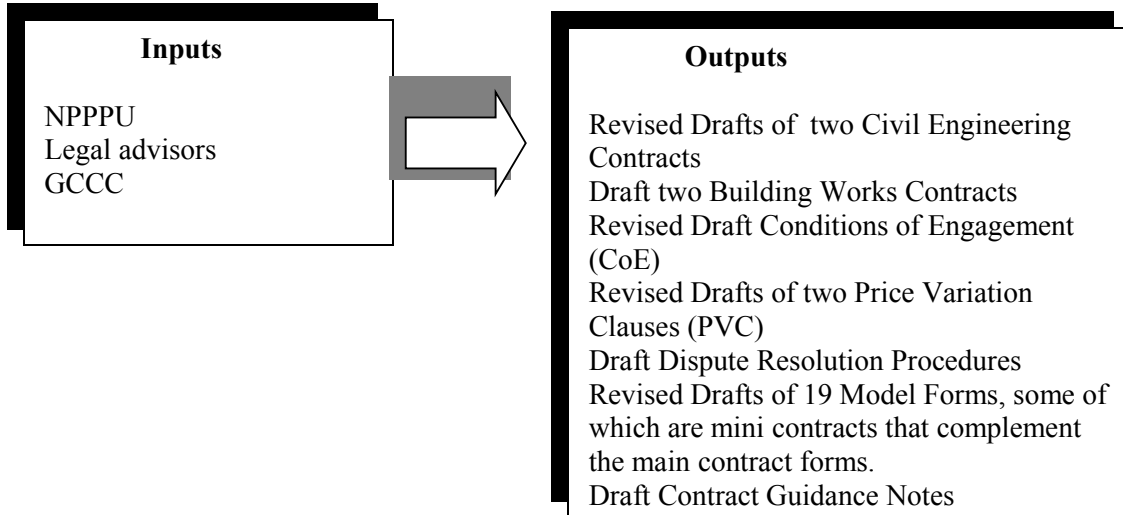 Inputs
NPPPU
Legal advisors
GCCC
Outputs
Revised Drafts of two Civil Engineering
Contracts
Draft two Building Works Contracts
Revised Draft Conditions of Engagement
(CoE)
Revised Drafts of two Price Variation
Clauses (PVC)
Draft Dispute Resolution Procedures
Revised Drafts of 19 Model Forms, some of
which are mini contracts that complement
the main contract forms.
Draft Contract Guidance Notes